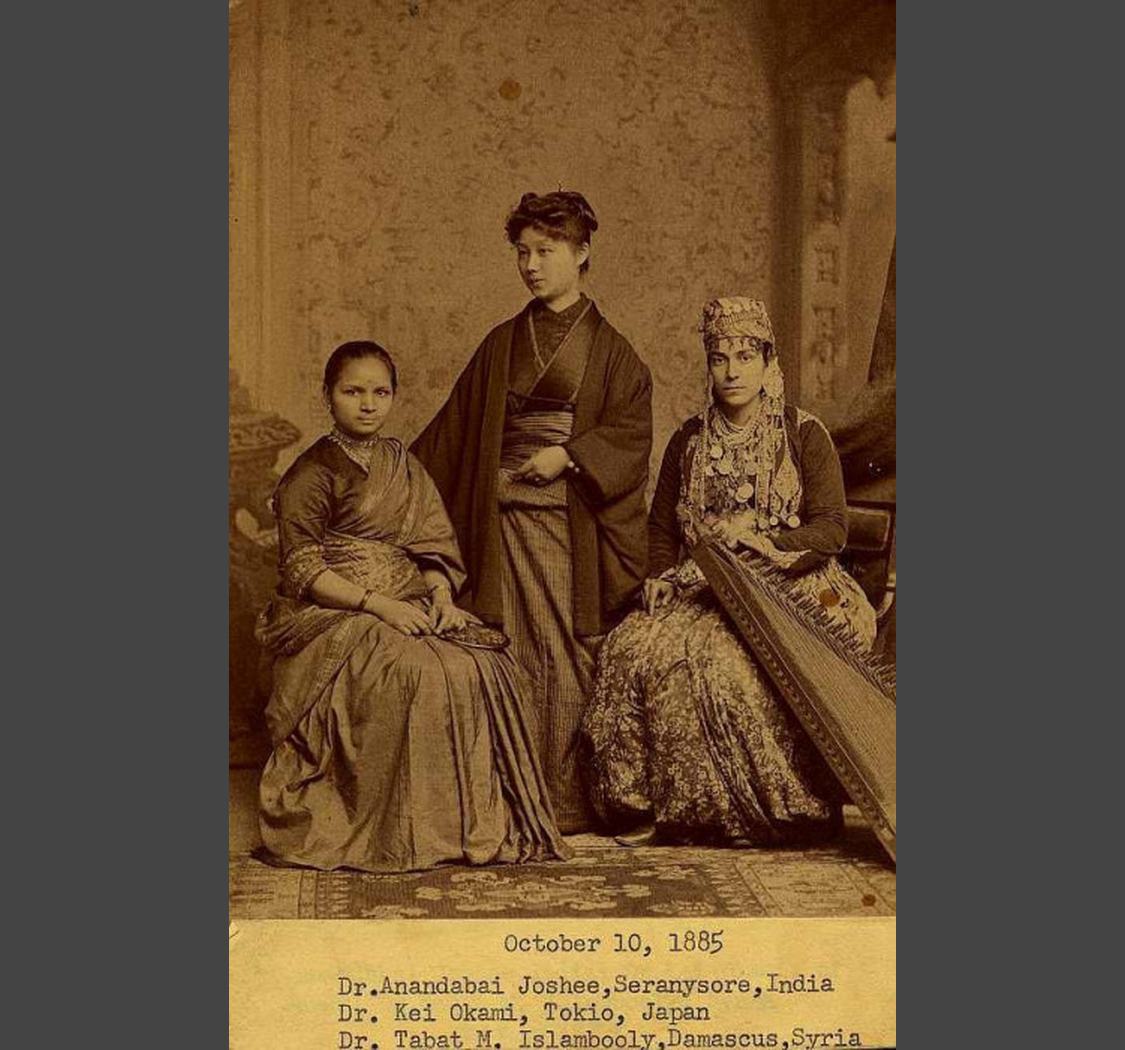 October 10, 1885
Dr.Anandabai Joshee,Seranysore,India
Dr. Kei Okami, Tokio, Japan
Dr. Tabat M. Islambooly,Damascus,Syria